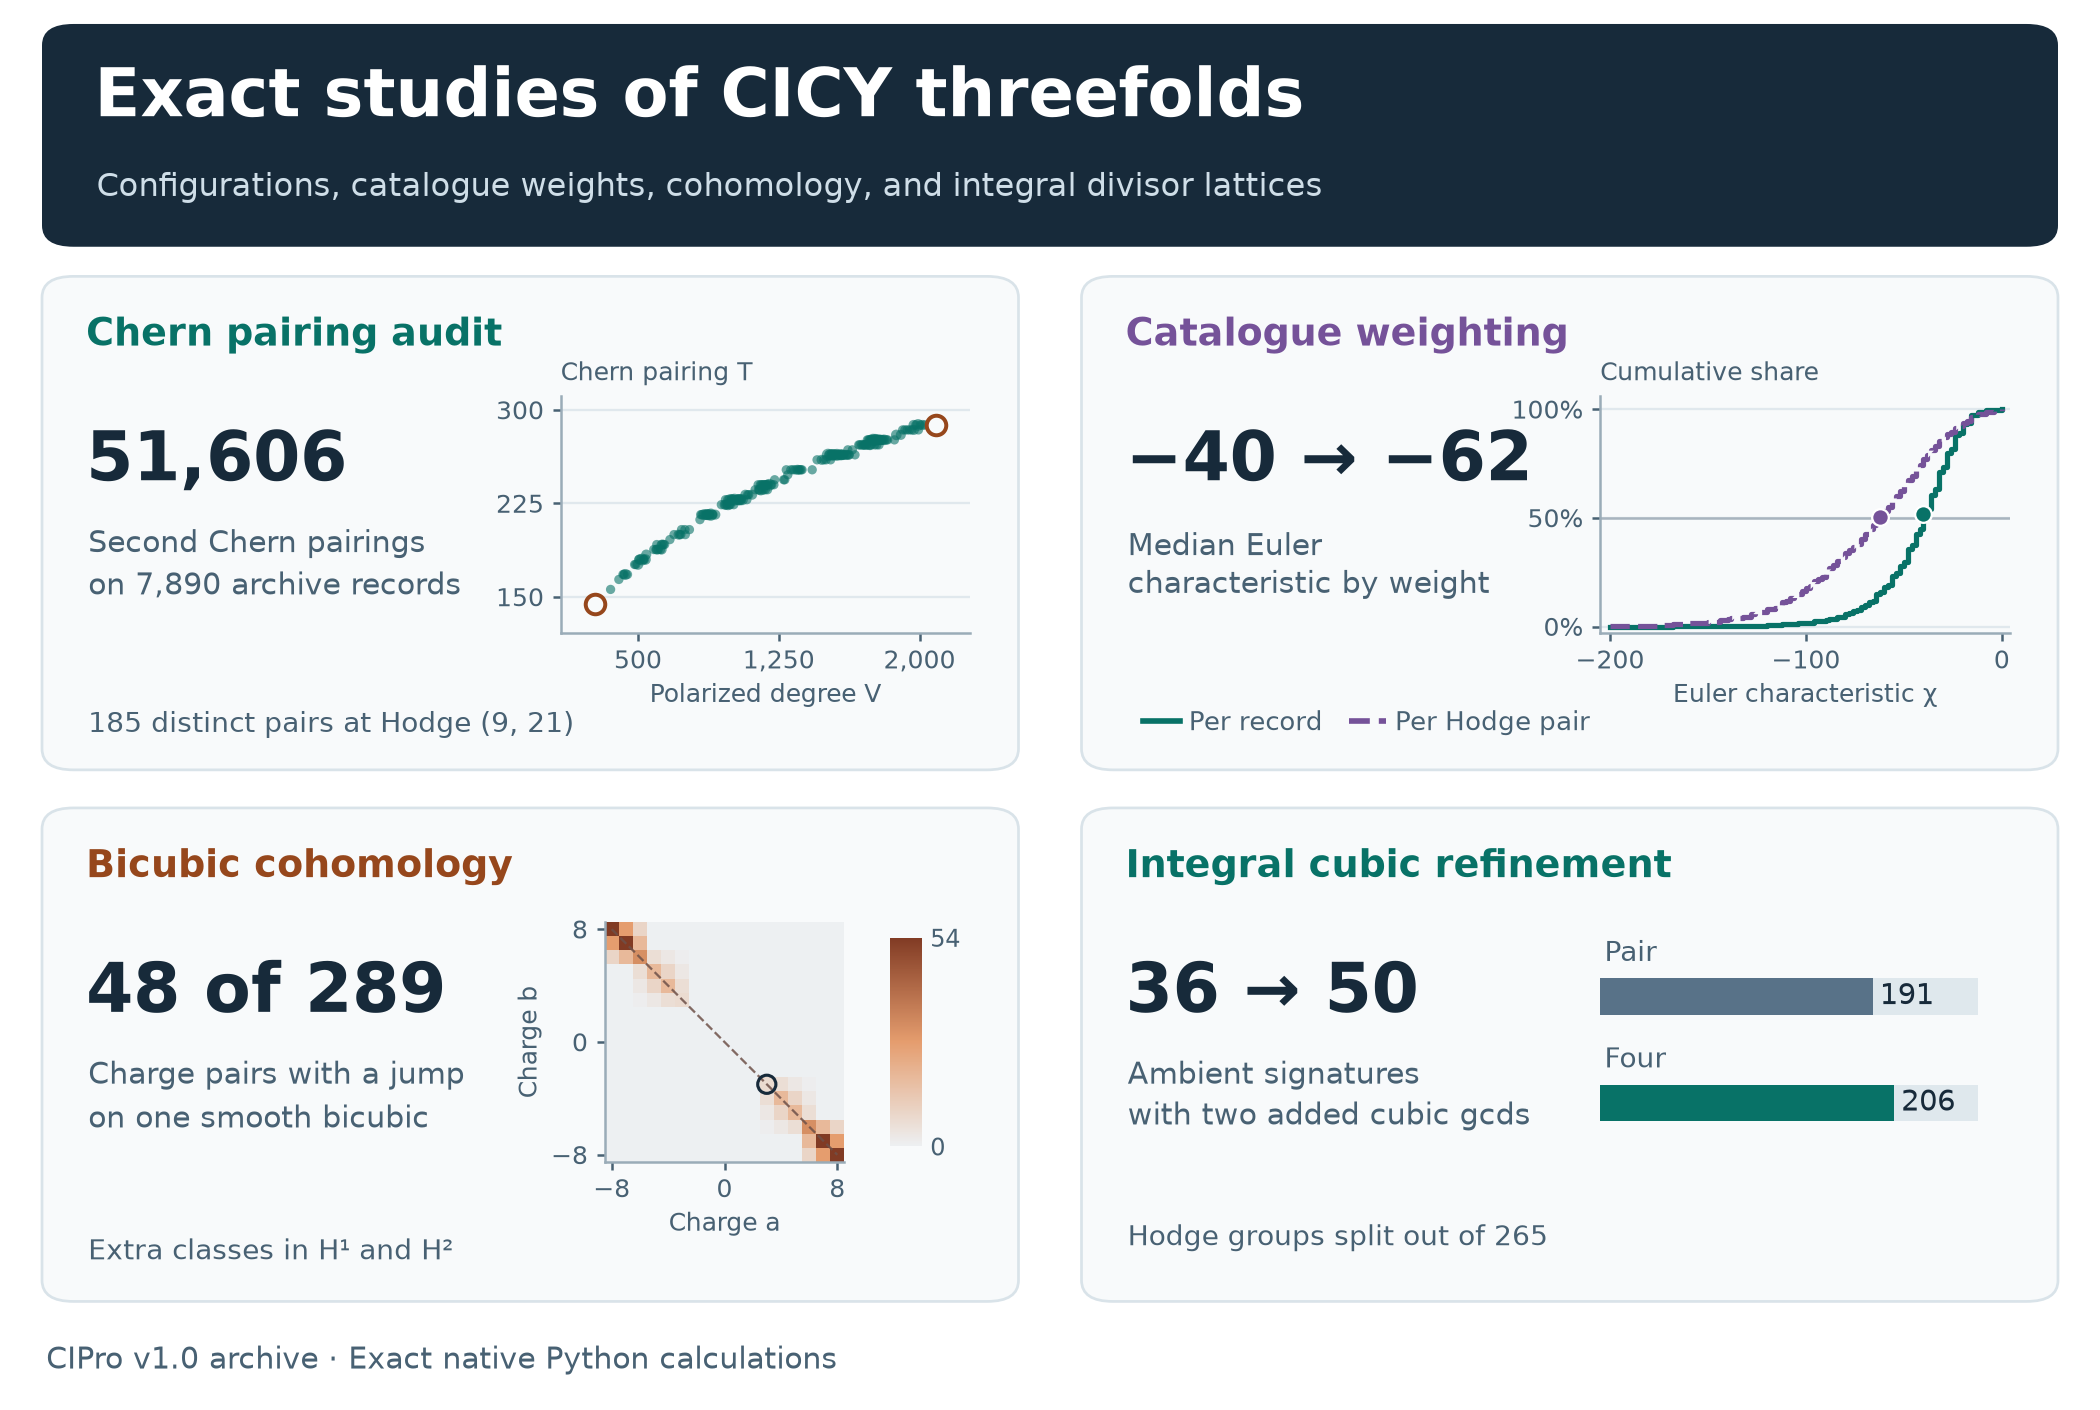 Exact studies of CICY threefolds
Configurations, catalogue weights, cohomology, and integral divisor lattices
Chern pairing audit
51,606
Second Chern pairings
on 7,890 archive records
185 distinct pairs at Hodge (9, 21)
Chern pairing T
300
225
150
500
1,250
2,000
Polarized degree V
Catalogue weighting
−40 → −62
Median Euler
characteristic by weight
Cumulative share
100%
50%
0%
−200
−100
0
Euler characteristic χ
Per record
Per Hodge pair
Bicubic cohomology
48 of 289
Charge pairs with a jump
on one smooth bicubic
Extra classes in H¹ and H²
Charge b
8
0
−8
−8
0
8
Charge a
54
0
Integral cubic refinement
36 → 50
Ambient signatures
with two added cubic gcds
Pair
191
Four
206
Hodge groups split out of 265
CIPro v1.0 archive · Exact native Python calculations